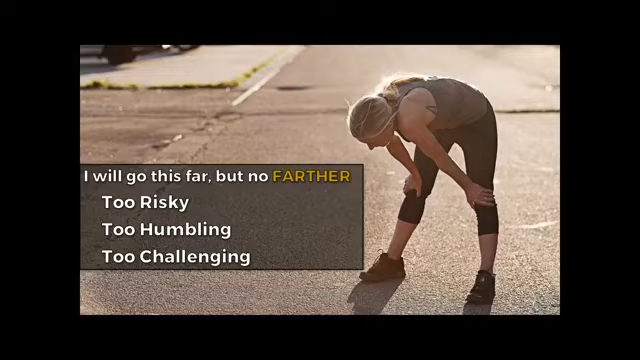 I will go this far, but no FARTHER
Too Risky
Too Humbling
Too Challenging